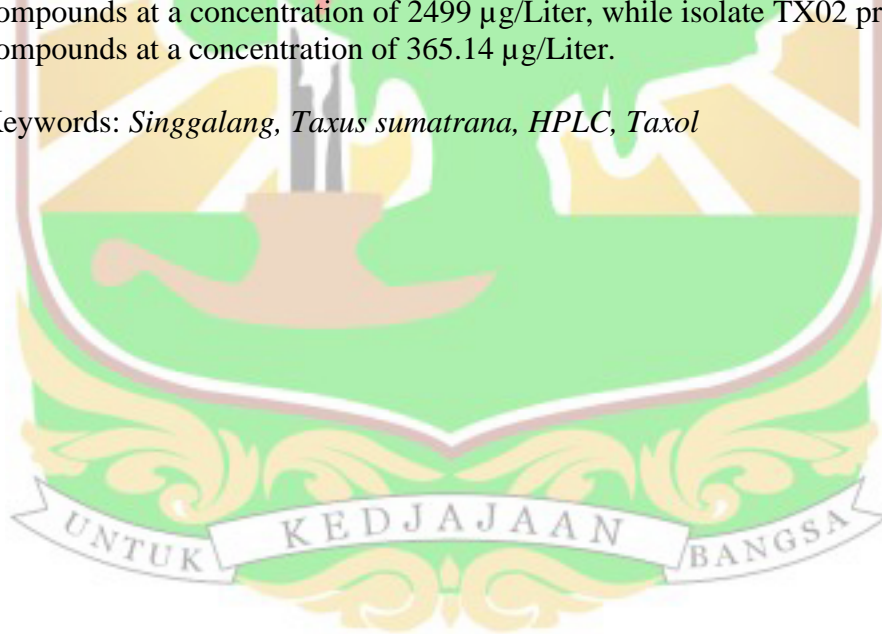 ompounds at a concentration of 2499 µg/Liter, while isolate TX02 pr
ompounds at a concentration of 365.14 µg/Liter.
Keywords: Singgalang, Taxus sumatrana, HPLC, Taxol
UNTUK KEDJAJAAN BANGSA